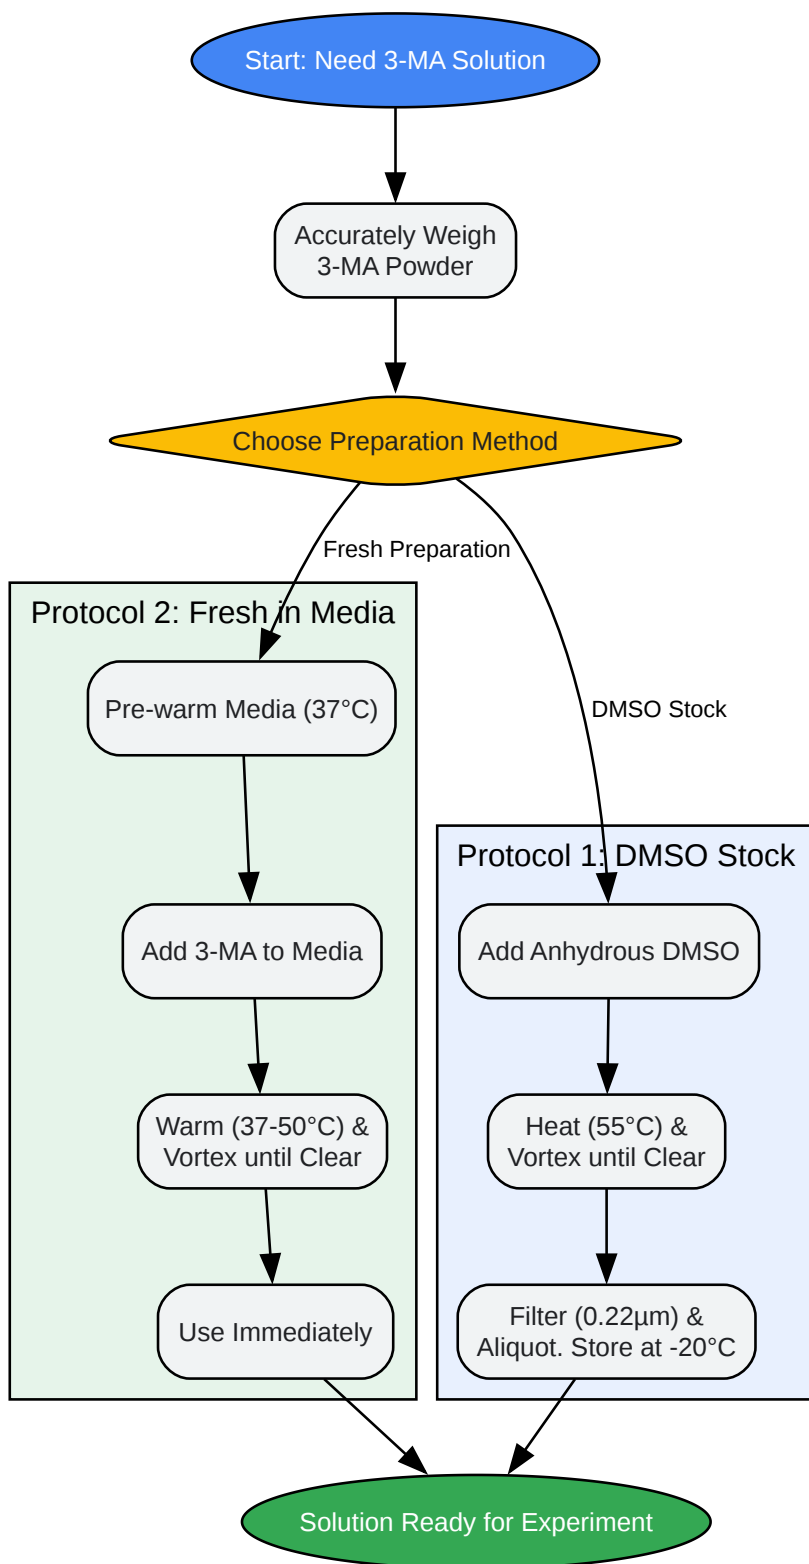 Start: Need 3-MA Solution
Accurately Weigh
3-MA Powder
Choose Preparation Method
Fresh Preparation
Protocol 2: Fresh in Media
Pre-warm Media (37°C)
Add 3-MA to Media
Warm (37-50°C) &
Vortex until Clear
Use Immediately
DMSO Stock
Protocol 1: DMSO Stock
Add Anhydrous DMSO
Heat (55°C) &
Vortex until Clear
Filter (0.22µm) &
Aliquot. Store at -20°C
Solution Ready for Experiment